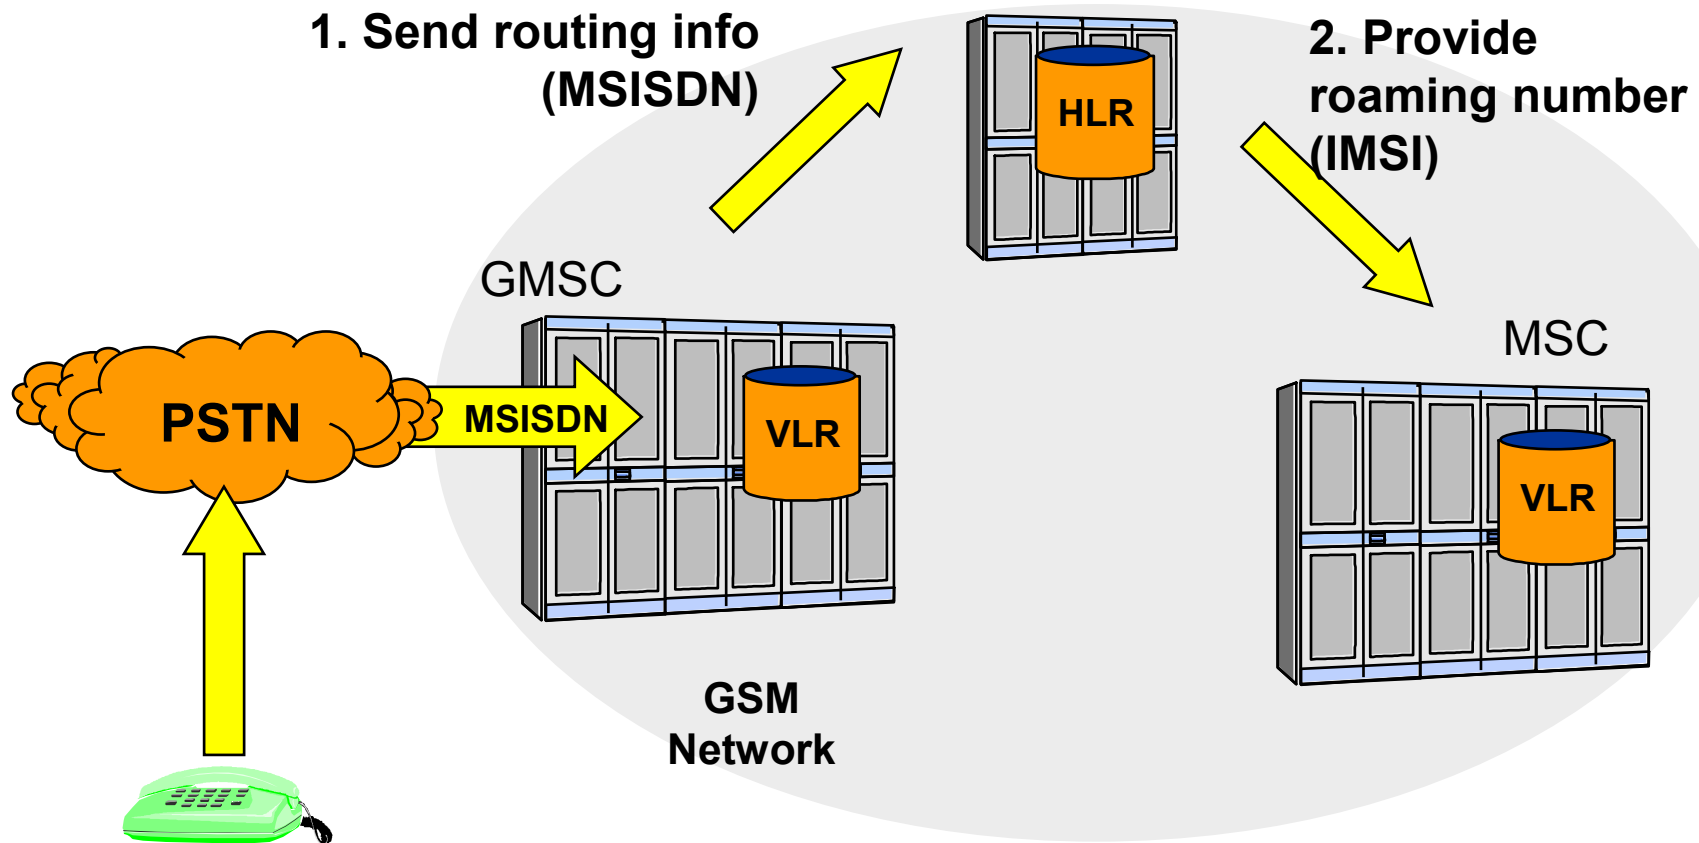 1. Send routing info
(MSISDN)
2. Provide
roaming number
(IMSI)
HLR
GMSC
MSC
PSTN
MSISDN
VLR
VLR
GSM
Network